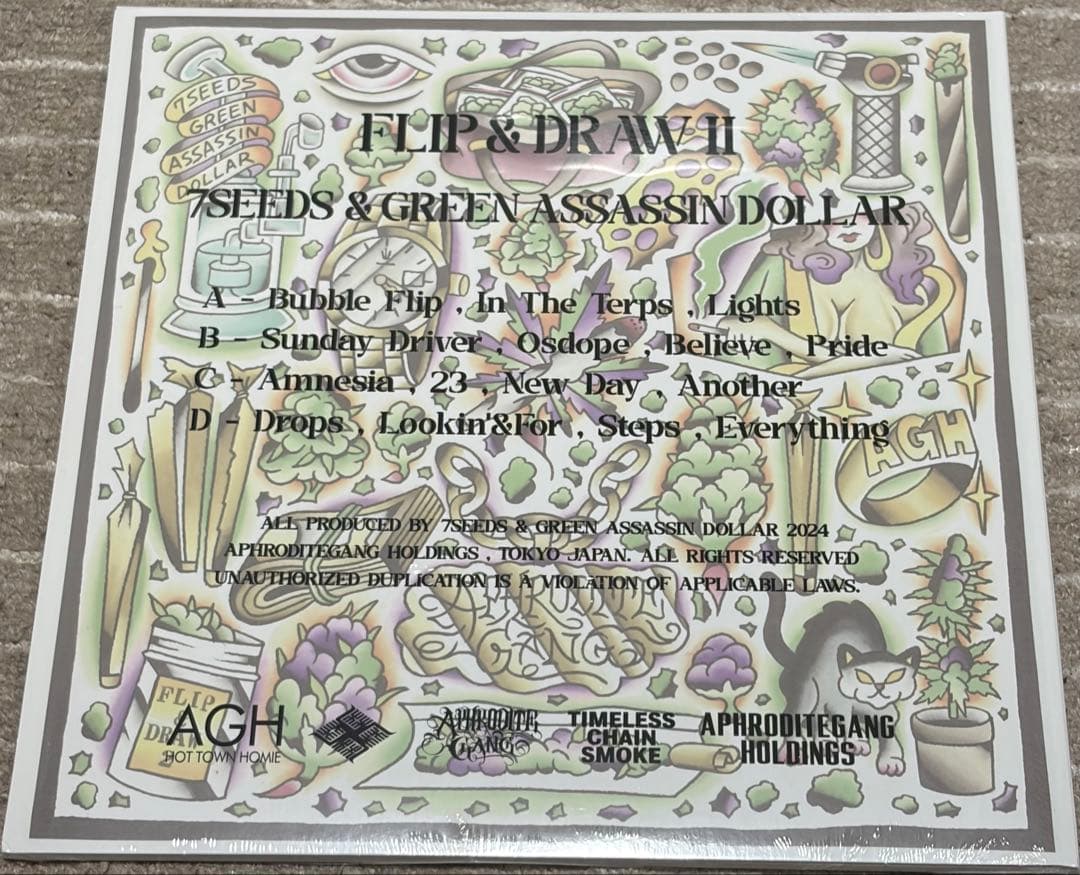 7SEEDS
GREEN
ASSASSIN
DOLLAR
FLIP & DRAW II
7SEEDS & GREEN ASSASSIN DOLLAR
A - Bubble Flip , In The Terps , Lights
B - Sunday Driver , Osdope , Believe , Pride
C - Amnesia , 23 , New Day , Another
D - Drops , Lookin'&For , Steps , Everything
AGH
ALL PRODUCED BY 7SEEDS & GREEN ASSASSIN DOLLAR 2024
APHRODITEGANG HOLDINGS , TOKYO JAPAN. ALL RIGHTS RESERVED
UNAUTHORIZED DUPLICATION IS A VIOLATION OF APPLICABLE LAWS.
FLIP
DRAW
AGH
HOT TOWN HOMIE
APHRODITE
GANG
TIMELESS
CHAIN
SMOKE
APHRODITEGANG
HOLDINGS